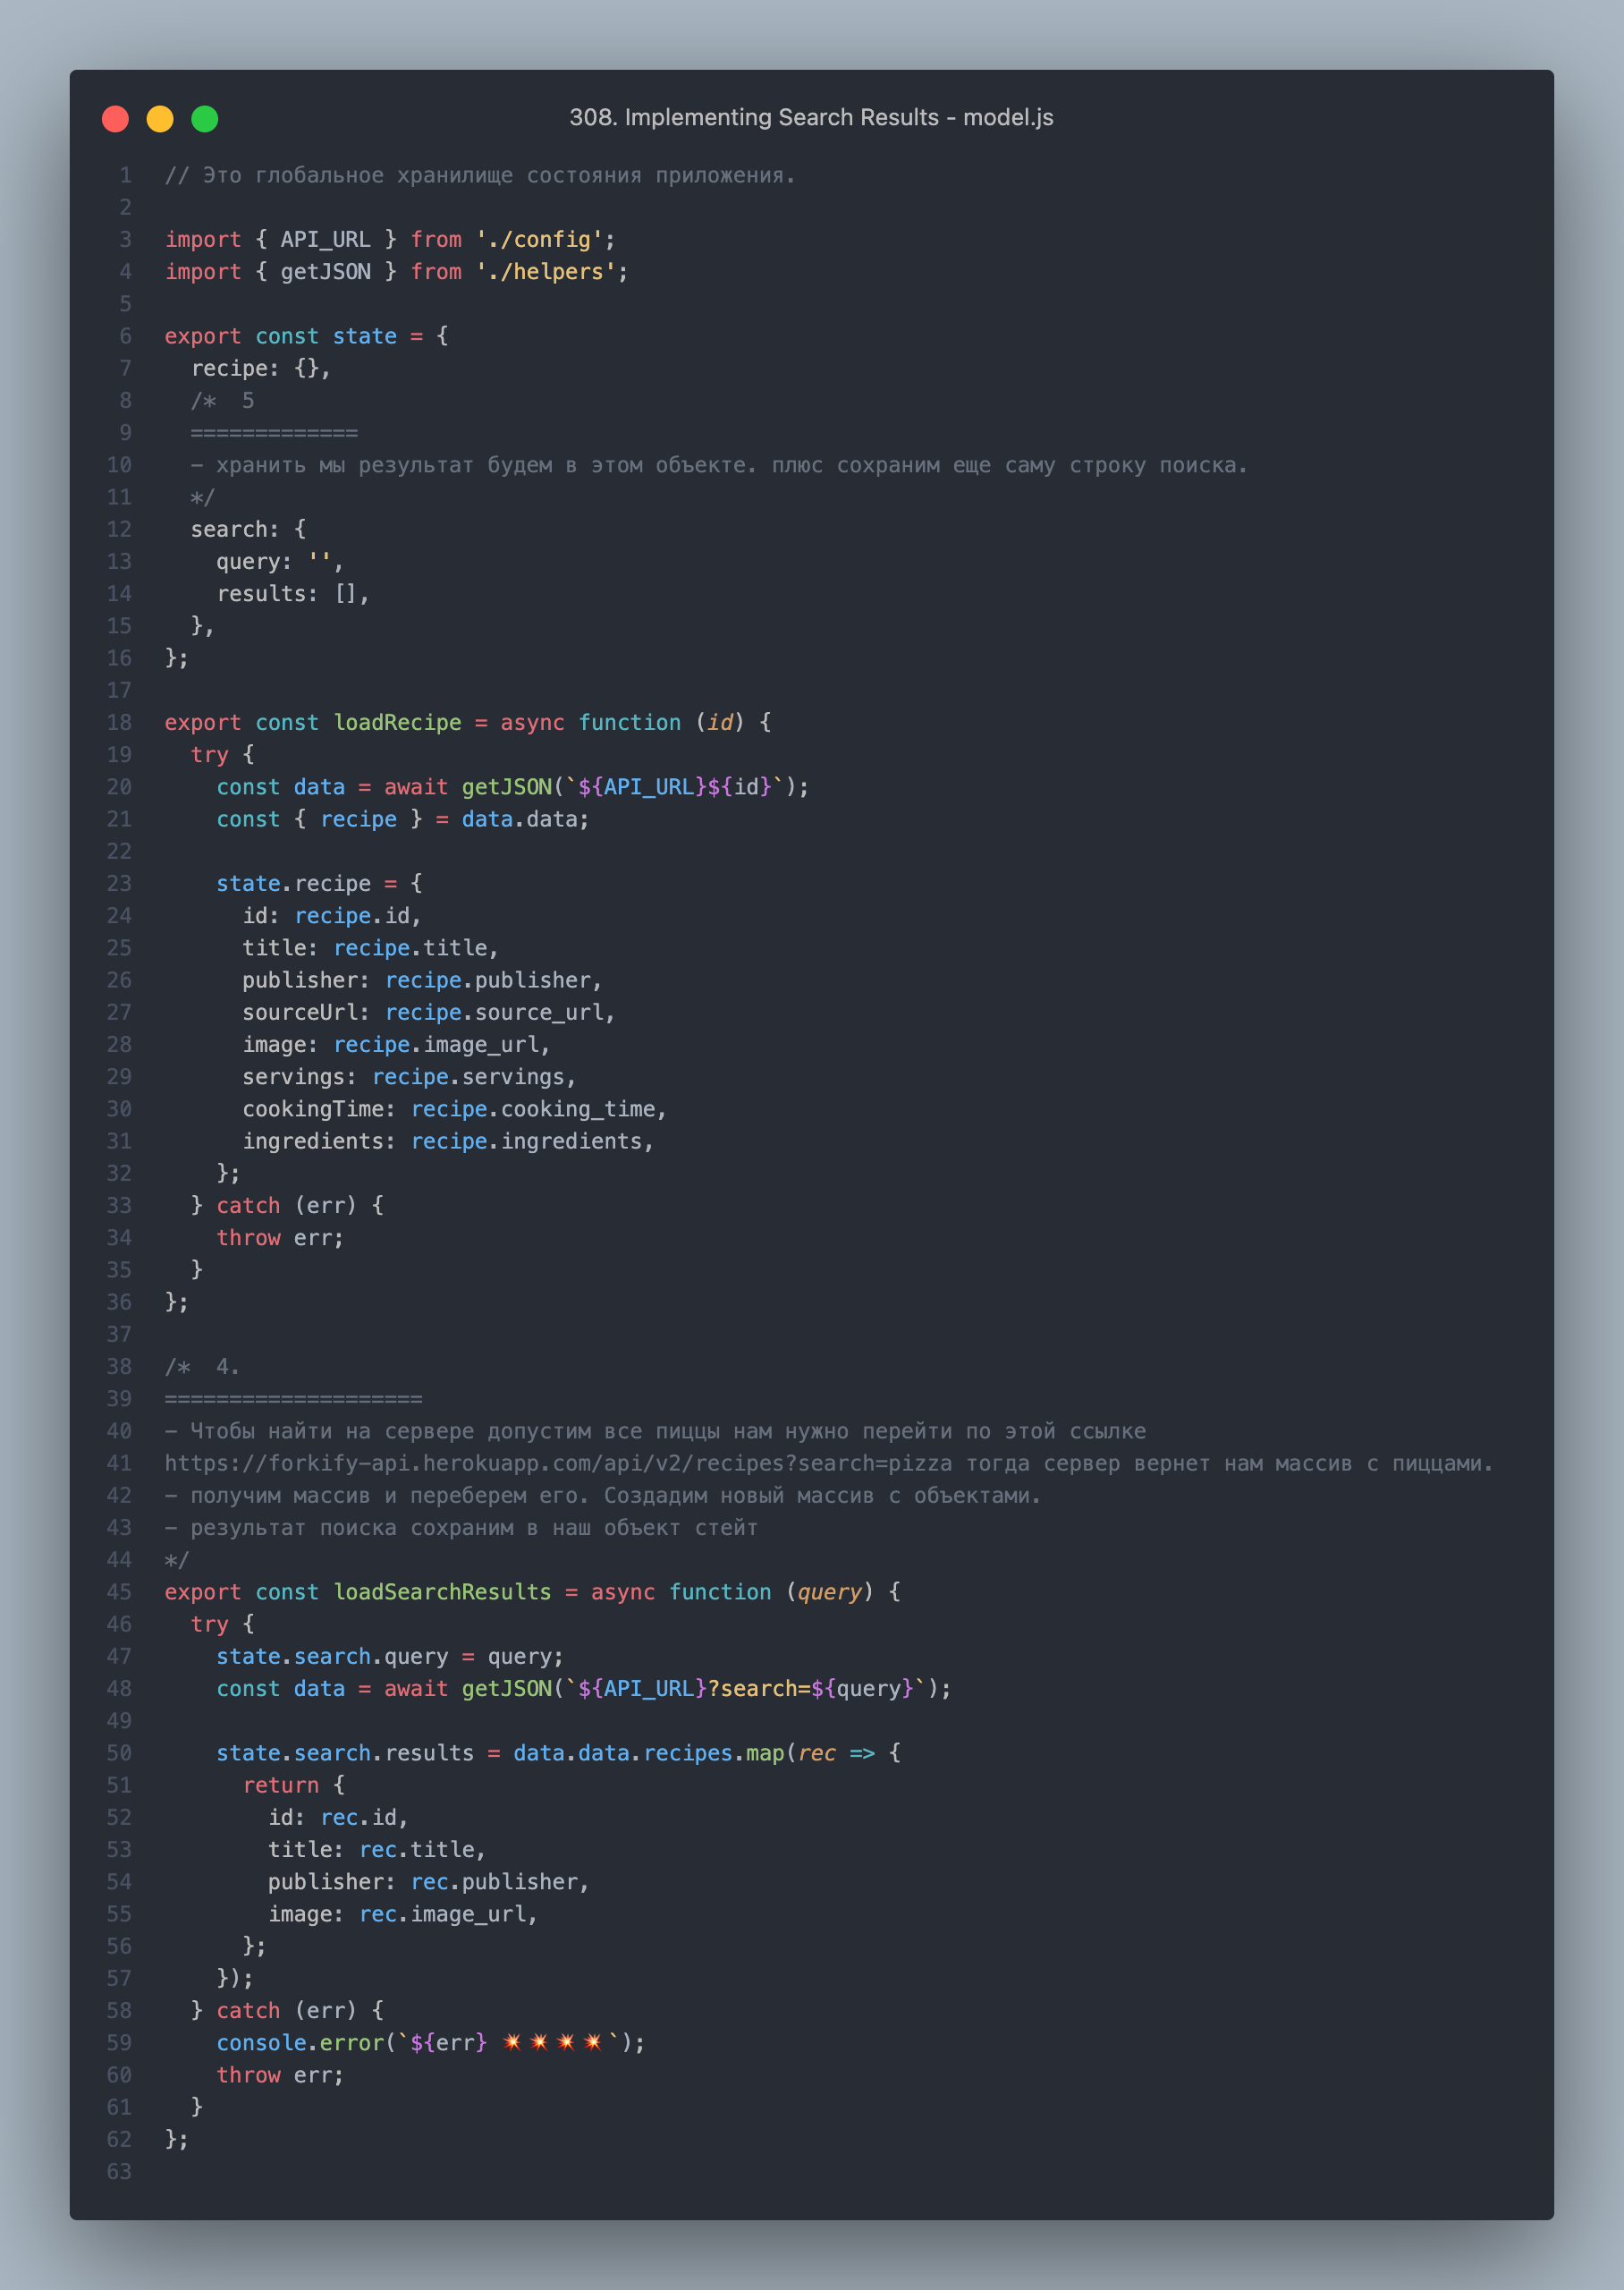 308. Implementing Search Results - model.js
1 // Это глобальное хранилище состояния приложения.
2
3 import { API_URL } from './config';
4 import { getJSON } from './helpers';
5
6 export const state = {
7   recipe: {},
8   /*  5
9   =============
10   - хранить мы результат будем в этом объекте. плюс сохраним еще саму строку поиска.
11   */
12   search: {
13     query: '',
14     results: [],
15   },
16 };
17
18 export const loadRecipe = async function (id) {
19   try {
20     const data = await getJSON(`${API_URL}${id}`);
21     const { recipe } = data.data;
22
23     state.recipe = {
24       id: recipe.id,
25       title: recipe.title,
26       publisher: recipe.publisher,
27       sourceUrl: recipe.source_url,
28       image: recipe.image_url,
29       servings: recipe.servings,
30       cookingTime: recipe.cooking_time,
31       ingredients: recipe.ingredients,
32     };
33   } catch (err) {
34     throw err;
35   }
36 };
37
38 /*  4.
39 ====================
40 - Чтобы найти на сервере допустим все пиццы нам нужно перейти по этой ссылке
41 https://forkify-api.herokuapp.com/api/v2/recipes?search=pizza тогда сервер вернет нам массив с пиццами.
42 - получим массив и переберем его. Создадим новый массив с объектами.
43 - результат поиска сохраним в наш объект стейт
44 */
45 export const loadSearchResults = async function (query) {
46   try {
47     state.search.query = query;
48     const data = await getJSON(`${API_URL}?search=${query}`);
49
50     state.search.results = data.data.recipes.map(rec => {
51       return {
52         id: rec.id,
53         title: rec.title,
54         publisher: rec.publisher,
55         image: rec.image_url,
56       };
57     });
58   } catch (err) {
59     console.error(`${err} 💥💥💥💥`);
60     throw err;
61   }
62 };
63